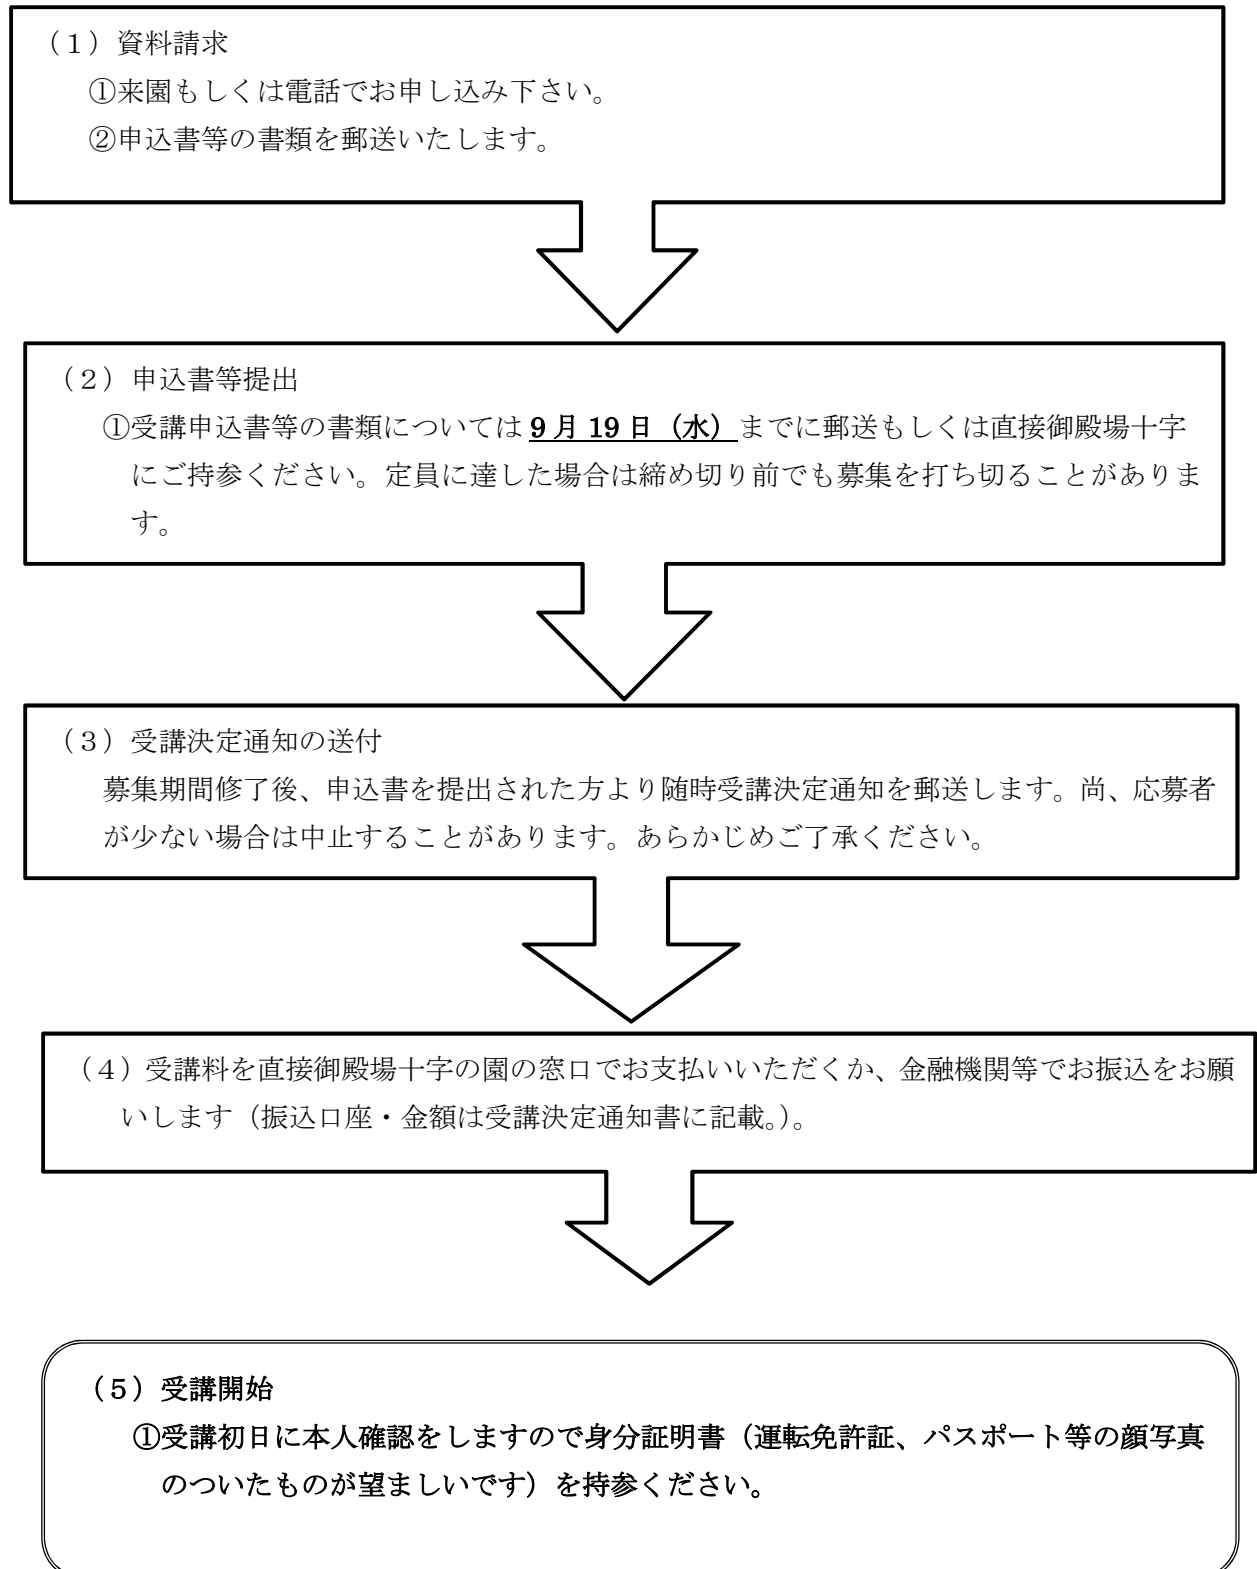 （１）資料請求
①来園もしくは電話でお申し込み下さい。
②申込書等の書類を郵送いたします。
（２）申込書等提出
①受講申込書等の書類については 9 月 19 日（水）までに郵送もしくは直接御殿場十字
にご持参ください。定員に達した場合は締め切り前でも募集を打ち切ることがありま
す。
（３）受講決定通知の送付
募集期間修了後、申込書を提出された方より随時受講決定通知を郵送します。尚、応募者
が少ない場合は中止することがあります。あらかじめご了承ください。
（４）受講料を直接御殿場十字の園の窓口でお支払いいただくか、金融機関等でお振込をお願
いします（振込口座・金額は受講決定通知書に記載。）。
（５）受講開始
①受講初日に本人確認をしますので身分証明書（運転免許証、パスポート等の顔写真
のついたものが望ましいです）を持参ください。